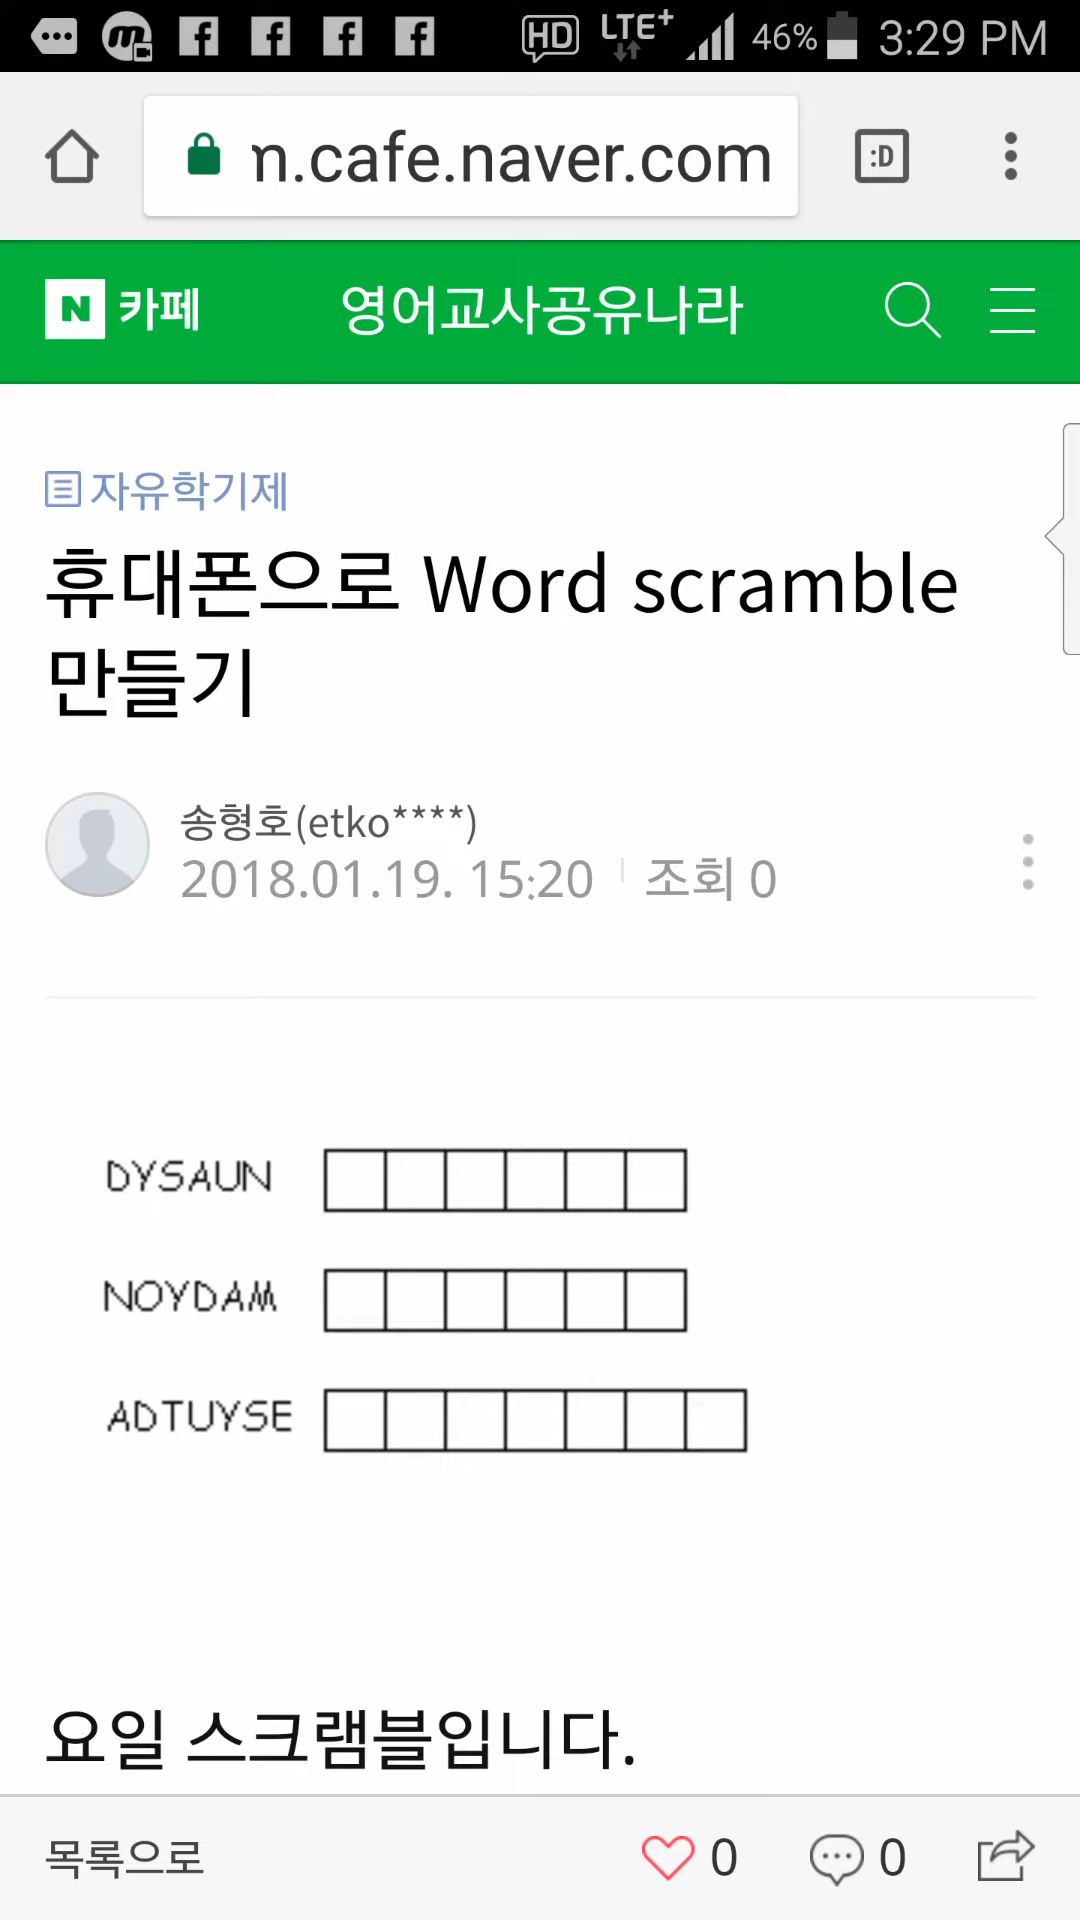 HD LTE+ 46% 3:29 PM
n.cafe.naver.com :D
N 카페 영어교사공유나라
자유학기제
휴대폰으로 Word scramble
만들기
송형호(etko****)
2018.01.19. 15:20 조회 0
DYSAUN
NOYDAM
ADTUYSE
요일 스크램블입니다.
목록으로 0 0